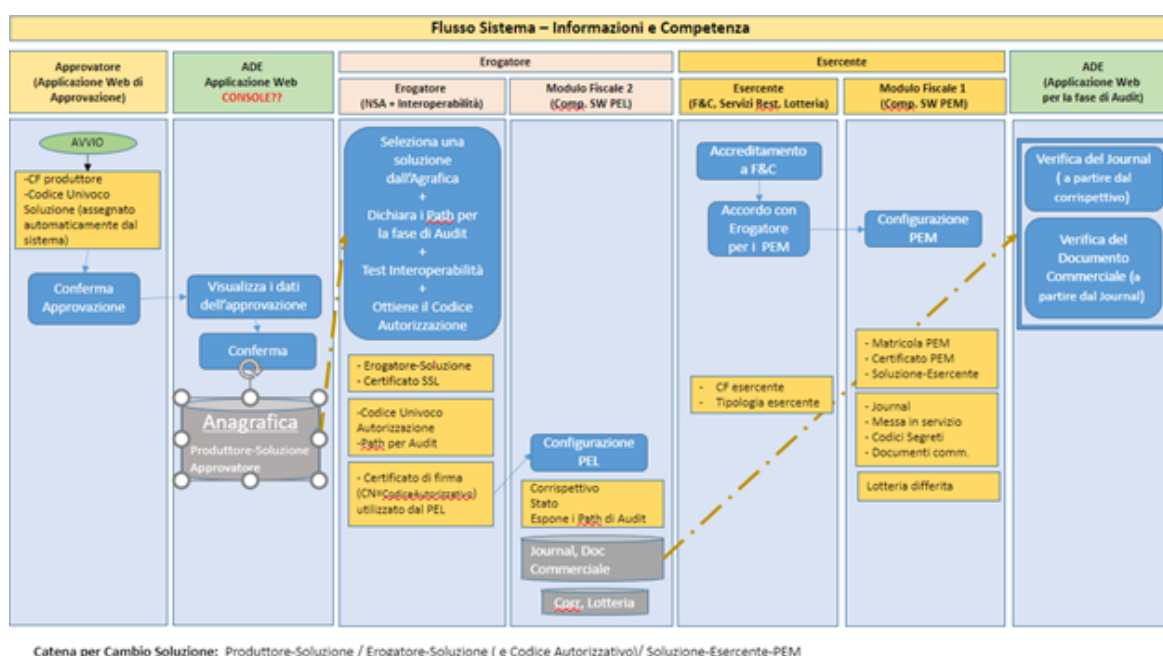 Flusso Sistema – Informazioni e Competenza
Approvatore
(Applicazione Web di
Approvazione)
ADE
Applicazione Web
CONSOLE??
Erogatore
Erogatore
(NSA + Interoperabilità)
Modulo Fiscale 2
(Comp. SW PEL)
Esercente
Esercente
(F&C, Servizi Best, Lotteria)
Modulo Fiscale 1
(Comp. SW PEM)
ADE
(Applicazione Web
per la fase di Audit)
AVVIO
-CF produttore
-Codice Univoco
Soluzione (assegnato
automaticamente dal
sistema)
Conferma
Approvazione
Visualizza i dati
dell'approvazione
Conferma
Anagrafica
Produttore-Soluzione
Approvatore
Seleziona una
soluzione
dall'Agrafica
+
Dichiara i Path per
la fase di Audit
+
Test Interoperabilità
+
Ottiene il Codice
Autorizzazione
- Erogatore-Soluzione
- Certificato SSL
-Codice Univoco
Autorizzazione
-Path per Audit
- Certificato di firma
(CN=CodiceAutorizzativo)
utilizzato dal PEL
Configurazione
PEL
Corrispettivo
Stato
Espone i Path di Audit
Journal, Doc
Commerciale
Corr, Lotteria
Accreditamento
a F&C
Accordo con
Erogatore
per i PEM
- CF esercente
- Tipologia esercente
Configurazione
PEM
- Matricola PEM
- Certificato PEM
- Soluzione-Esercente
- Journal
- Messa in servizio
- Codici Segreti
- Documenti comm.
Lotteria differita
Verifica del Journal
( a partire dal
corrispettivo)
Verifica del
Documento
Commerciale (a
partire dal Journal)
Catena per Cambio Soluzione: Produttore-Soluzione / Erogatore-Soluzione ( e Codice Autorizzativo)/ Soluzione-Esercente-PEM